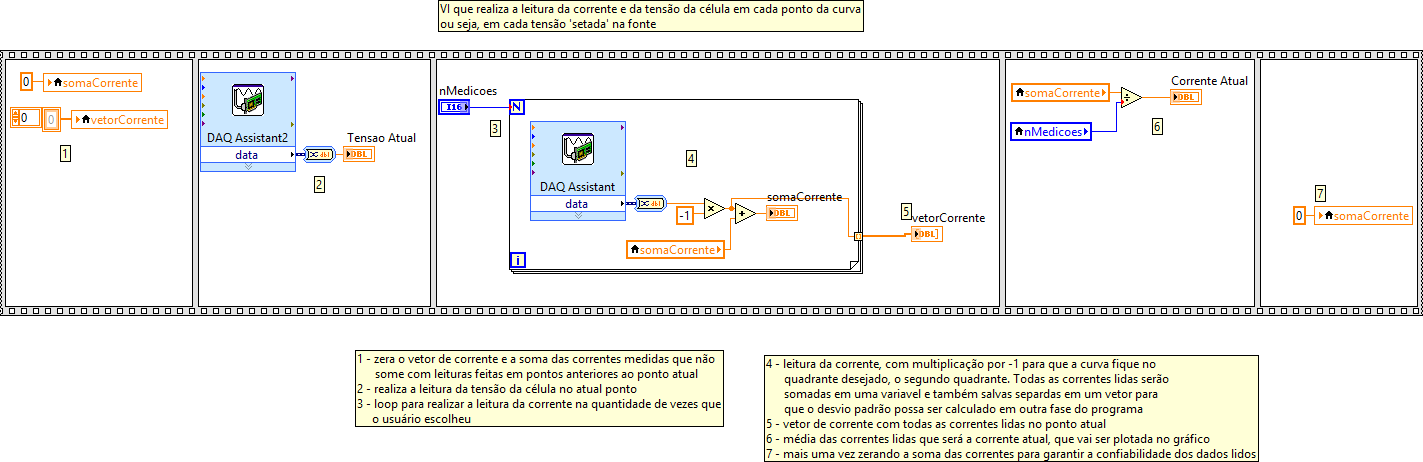 VI que realiza a leitura da corrente e da tensão da célula em cada ponto da curva
ou seja, em cada tensão 'setada' na fonte
0
somaCorrente
0
0
vetorCorrente
1
DAQ Assistant2
data
dbl
Tensao Atual
DBL
2
nMedicoes
I16
3
N
DAQ Assistant
data
dbl
4
-1
×
+
somaCorrente
DBL
somaCorrente
i
5
vetorCorrente
DBL
somaCorrente
nMedicoes
÷
Corrente Atual
DBL
6
7
0
somaCorrente
1 - zera o vetor de corrente e a soma das correntes medidas que não
some com leituras feitas em pontos anteriores ao ponto atual
2 - realiza a leitura da tensão da célula no atual ponto
3 - loop para realizar a leitura da corrente na quantidade de vezes que
o usuário escolheu
4 - leitura da corrente, com multiplicação por -1 para que a curva fique no
quadrante desejado, o segundo quadrante. Todas as correntes lidas serão
somadas em uma variavel e também salvas separdas em um vetor para
que o desvio padrão possa ser calculado em outra fase do programa
5 - vetor de corrente com todas as correntes lidas no ponto atual
6 - média das correntes lidas que será a corrente atual, que vai ser plotada no gráfico
7 - mais uma vez zerando a soma das correntes para garantir a confiabilidade dos dados lidos